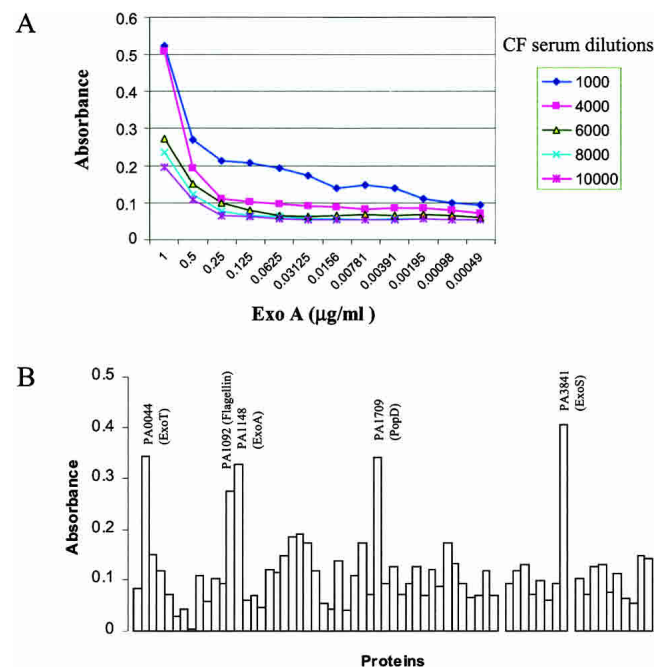 A
CF serum dilutions
Absorbance
0.6
0.5
0.4
0.3
0.2
0.1
0
1000
4000
6000
8000
10000
1
0.5
0.25
0.125
0.0625
0.03125
0.0156
0.00781
0.00391
0.00195
0.00098
0.00049
Exo A (µg/ml )
B
Absorbance
0.5
0.4
0.3
0.2
0.1
0
PA0044
(ExoT)
PA1092 (Flagellin)
PA1148
(ExoA)
PA1709
(PopD)
PA3841
(ExoS)
Proteins